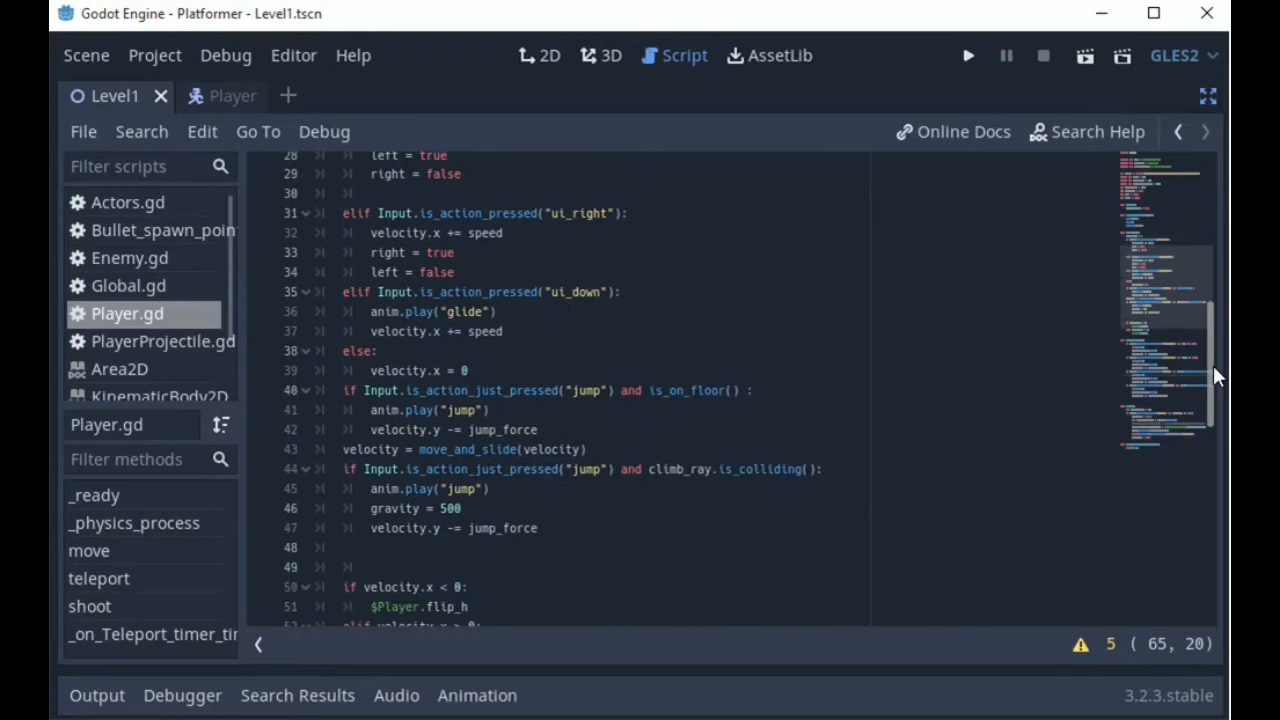 Godot Engine - Platformer - Level1.tscn
Scene Project Debug Editor Help 2D 3D Script AssetLib GLES2
Level1 Player
File Search Edit Go To Debug Online Docs Search Help
Filter scripts
Actors.gd
Bullet_spawn_poin
Enemy.gd
Global.gd
Player.gd
PlayerProjectile.gd
Area2D
KinematicBody2D
Player.gd
Filter methods
_ready
_physics_process
move
teleport
shoot
_on_Teleport_timer_tir
28 left = true
29 right = false
30
31 elif Input.is_action_pressed("ui_right"):
32 velocity.x += speed
33 right = true
34 left = false
35 elif Input.is_action_pressed("ui_down"):
36 anim.play("glide")
37 velocity.x += speed
38 else:
39 velocity.x = 0
40 if Input.is_action_just_pressed("jump") and is_on_floor() :
41 anim.play("jump")
42 velocity.y -= jump_force
43 velocity = move_and_slide(velocity)
44 if Input.is_action_just_pressed("jump") and climb_ray.is_colliding():
45 anim.play("jump")
46 gravity = 500
47 velocity.y -= jump_force
48
49
50 if velocity.x < 0:
51 $Player.flip_h
52 elif velocity.x > 0:
5 ( 65, 20)
Output Debugger Search Results Audio Animation 3.2.3.stable